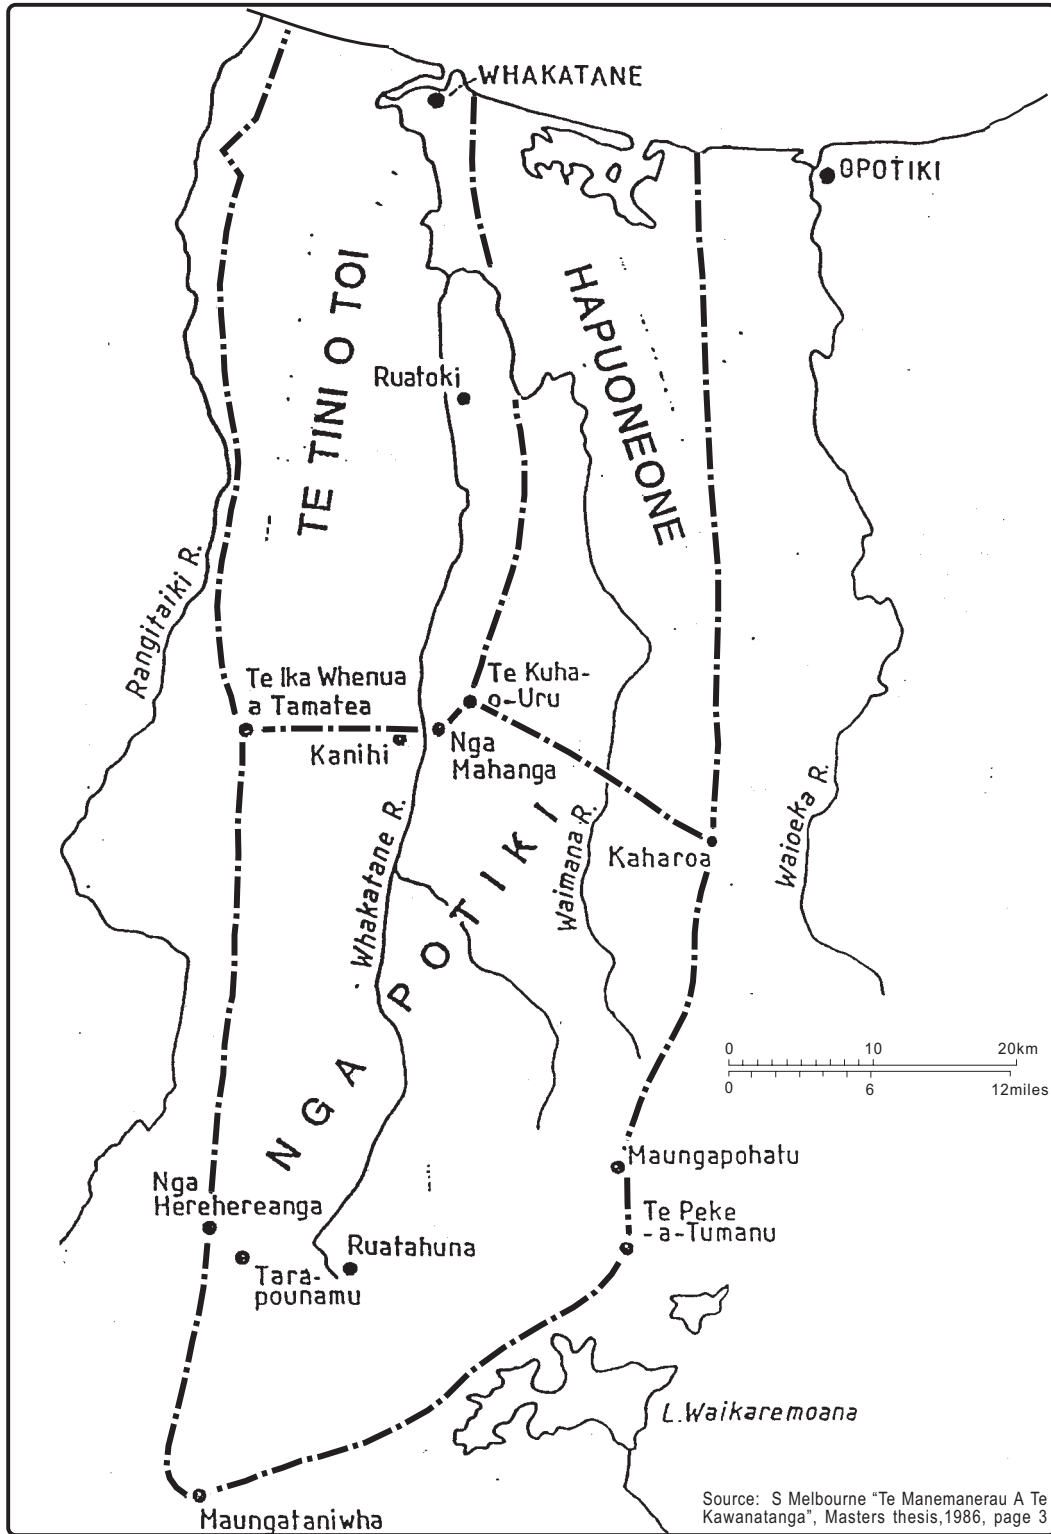 WHAKATANE
OPOTIKI
TE TINI O TOI
HAPUONEONE
Ruatoki
Rangitaiki R.
Te Ika Whenua
a Tamatea
Te Kuha-
o-Uru
Kanihi
Nga
Mahanga
Whakatane R.
Waimana R.
Waioeka R.
Kaharoa
NGA POTIKI
0 10 20km
0 6 12miles
Maungapohatu
Nga
Herehereanga
Te Peke
-a-Tumanu
Ruatahuna
Tara-
pounamu
L.Waikaremoana
Maungataniwha
Source: S Melbourne “Te Manemanerau A Te
Kawanatanga”, Masters thesis,1986, page 3